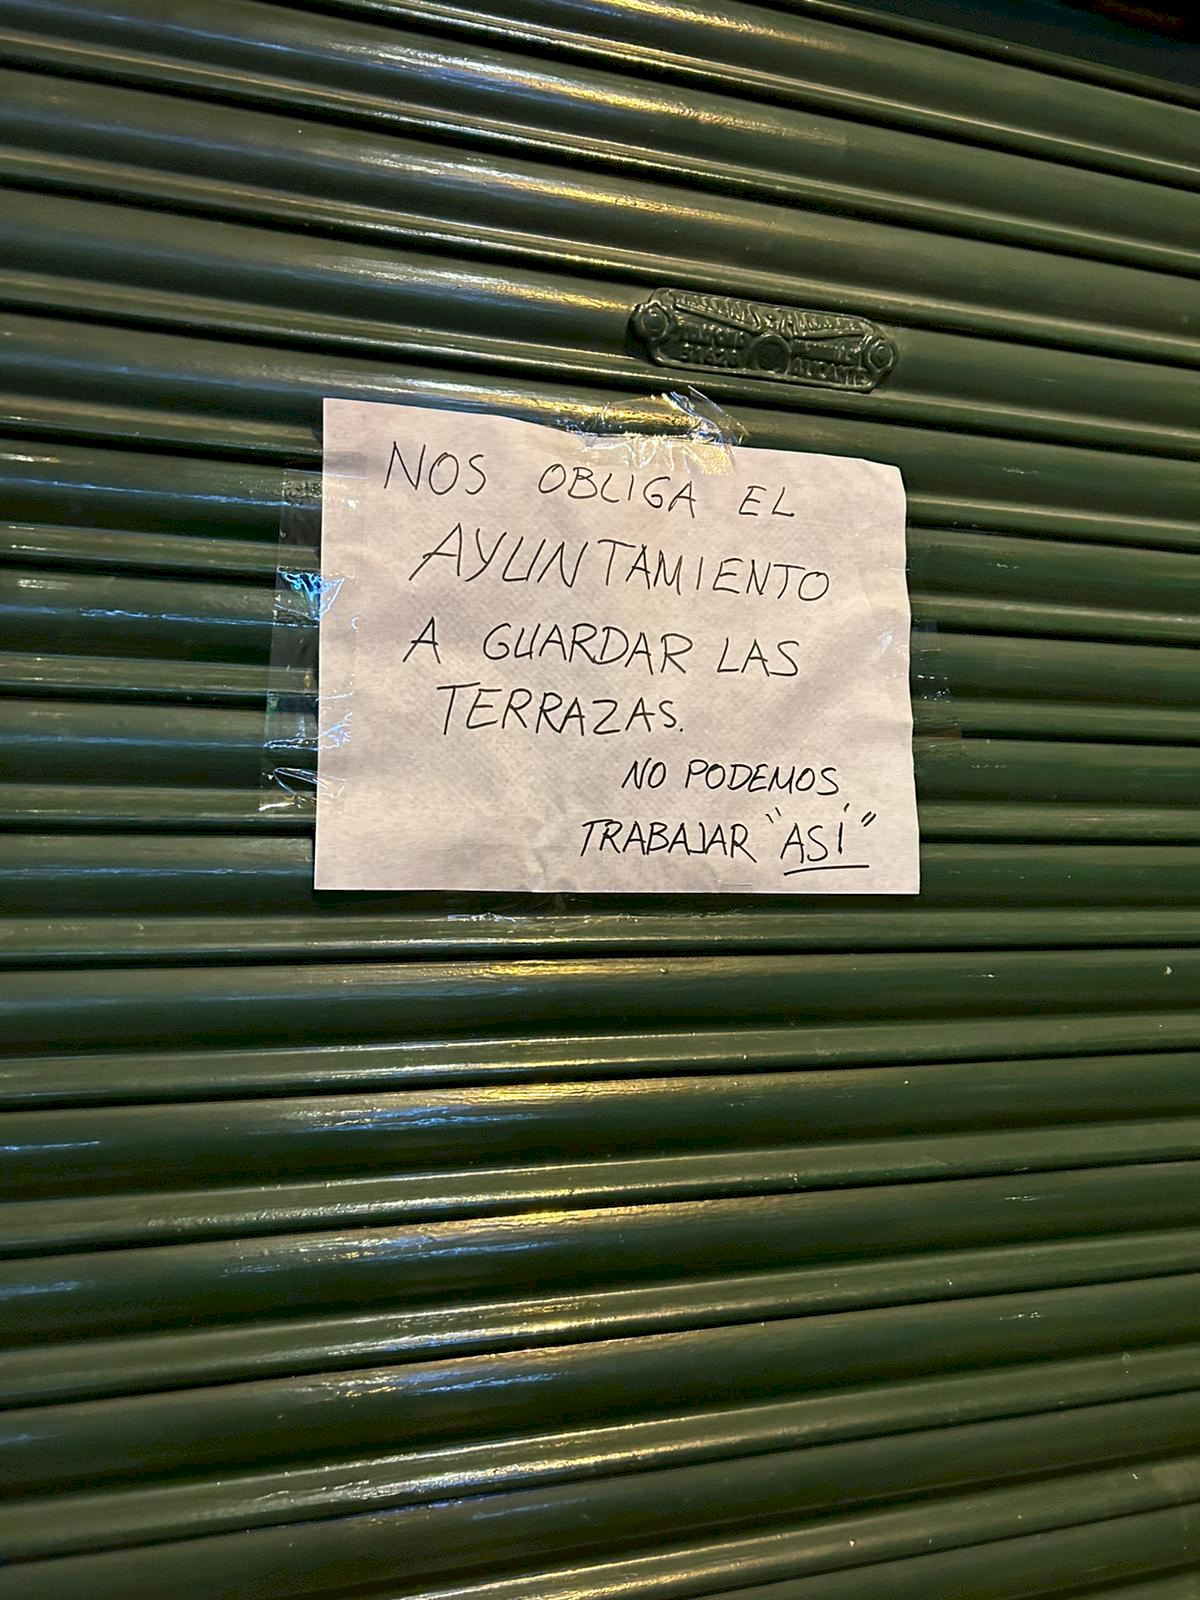 NOS OBLIGA EL
AYUNTAMIENTO
A GUARDAR LAS
TERRAZAS.
NO PODEMOS
TRABAJAR "ASÍ"